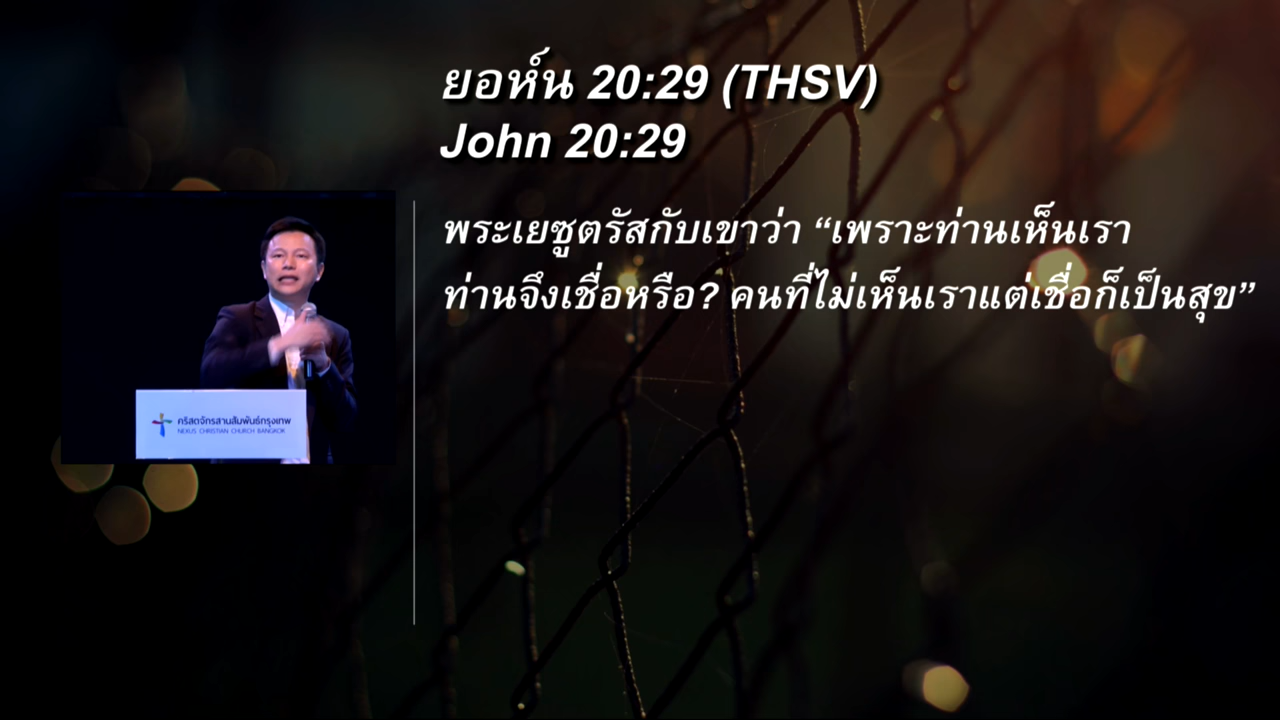 ยอห์น 20:29 (THSV)
John 20:29
พระเยซูตรัสกับเขาว่า “เพราะท่านเห็นเรา
ท่านจึงเชื่อหรือ? คนที่ไม่เห็นเราแต่เชื่อก็เป็นสุข”
คริสตจักรสานสัมพันธ์กรุงเทพ
NEXUS CHRISTIAN CHURCH BANGKOK